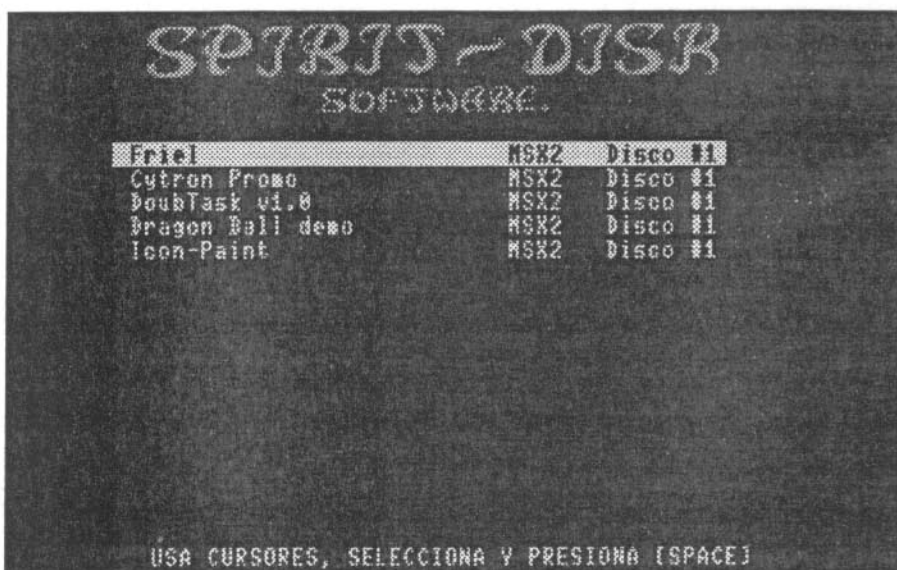 SPIRIT-DISK
SOFTWARE.
Friel MSX2 Disco #1
Cytron Promo MSX2 Disco #1
DoubTask v1.0 MSX2 Disco #1
Dragon Ball demo MSX2 Disco #1
Icon-Paint MSX2 Disco #1
USA CURSORES, SELECCIONA Y PRESIONA [SPACE]